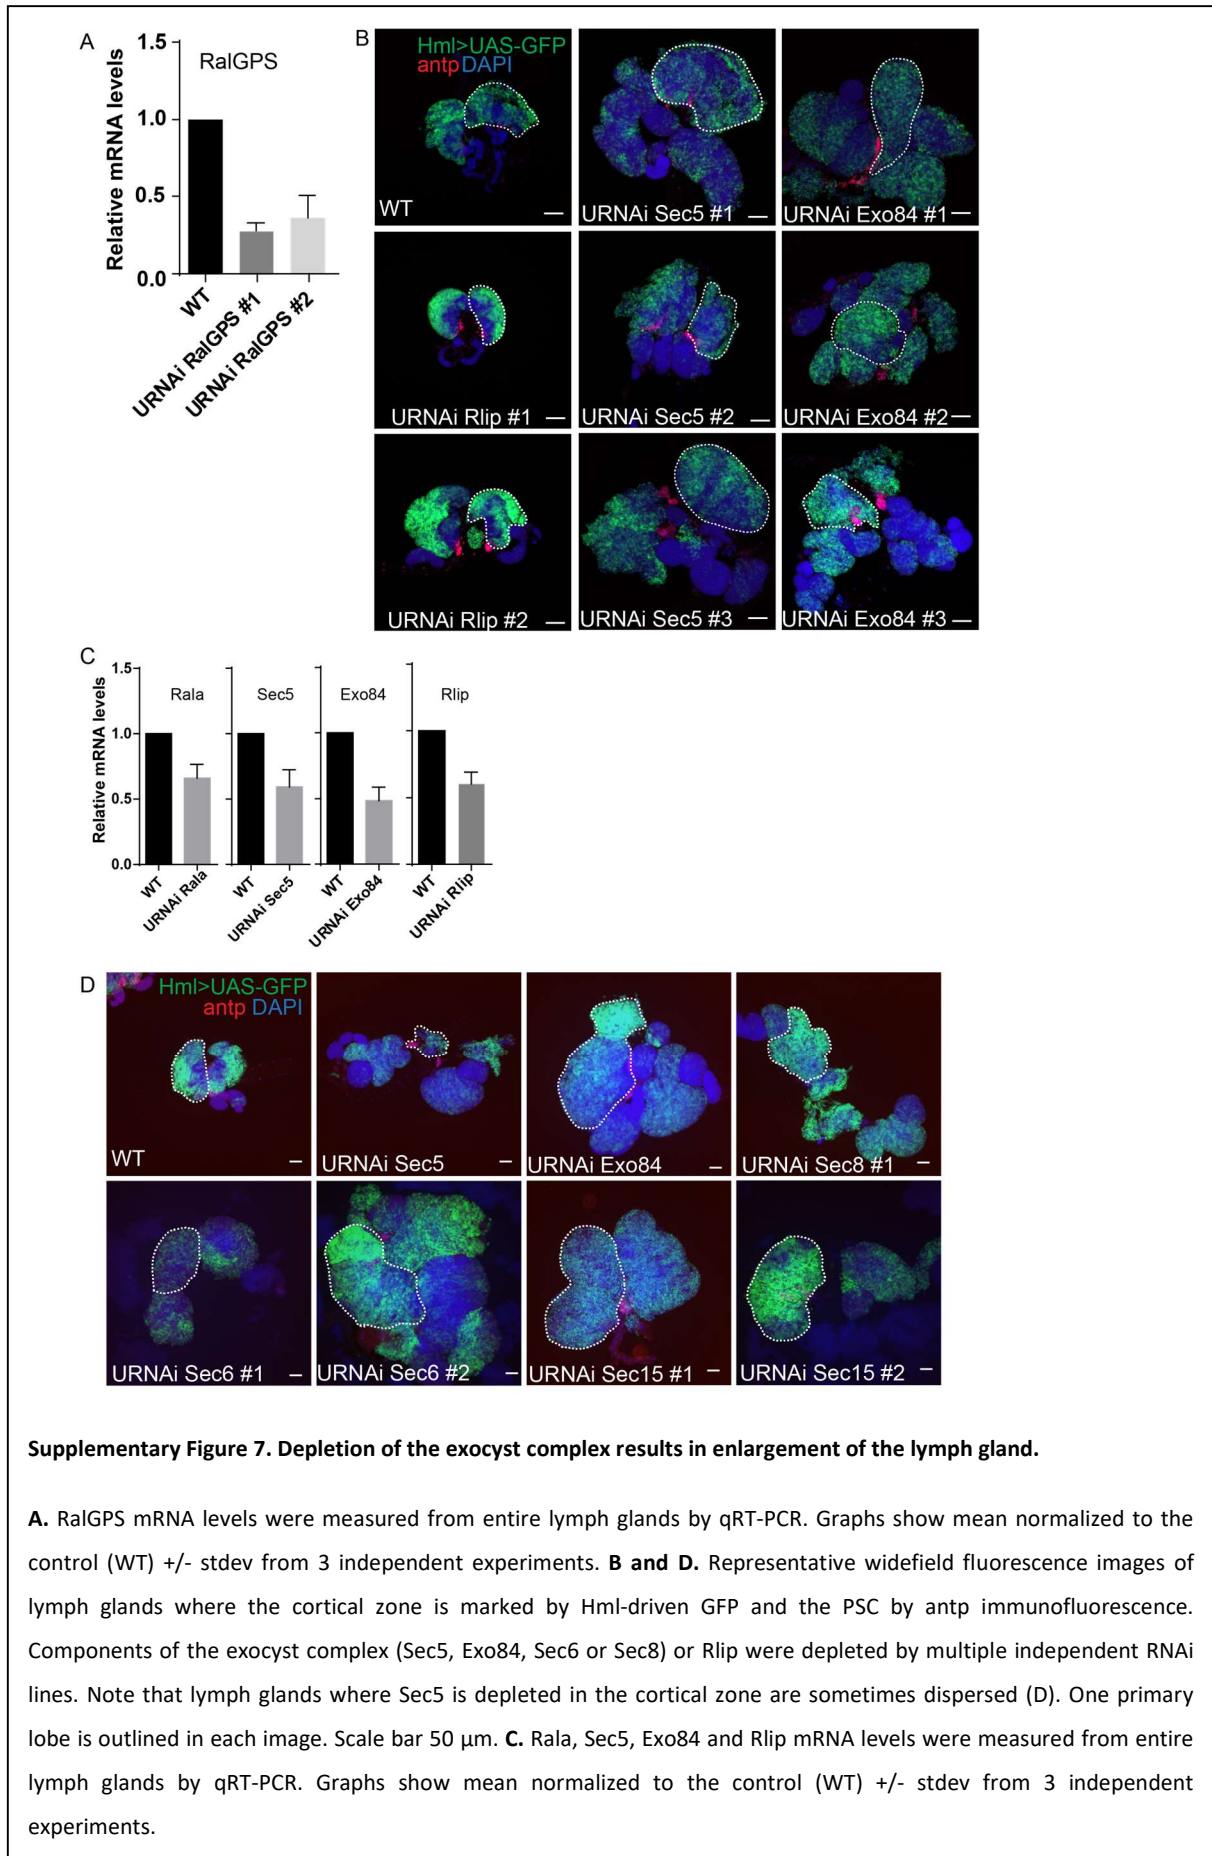 A
1.5
RalGPS
1.0
0.5
0.0
Relative mRNA levels
WT
URNAi RalGPS #1
URNAi RalGPS #2
B
Hml>UAS-GFP
antp DAPI
WT
URNAi Sec5 #1
URNAi Exo84 #1
URNAi Rlip #1
URNAi Sec5 #2
URNAi Exo84 #2
URNAi Rlip #2
URNAi Sec5 #3
URNAi Exo84 #3
C
1.5
1.0
0.5
0.0
Relative mRNA levels
Rala
Sec5
Exo84
Rlip
WT
URNAi Rala
WT
URNAi Sec5
WT
URNAi Exo84
WT
URNAi Rlip
D
Hml>UAS-GFP
antp DAPI
WT
URNAi Sec5
URNAi Exo84
URNAi Sec8 #1
URNAi Sec6 #1
URNAi Sec6 #2
URNAi Sec15 #1
URNAi Sec15 #2
Supplementary Figure 7. Depletion of the exocyst complex results in enlargement of the lymph gland.
A. RalGPS mRNA levels were measured from entire lymph glands by qRT-PCR. Graphs show mean normalized to the
control (WT) +/- stdev from 3 independent experiments. B and D. Representative widefield fluorescence images of
lymph glands where the cortical zone is marked by Hml-driven GFP and the PSC by antp immunofluorescence.
Components of the exocyst complex (Sec5, Exo84, Sec6 or Sec8) or Rlip were depleted by multiple independent RNAi
lines. Note that lymph glands where Sec5 is depleted in the cortical zone are sometimes dispersed (D). One primary
lobe is outlined in each image. Scale bar 50 µm. C. Rala, Sec5, Exo84 and Rlip mRNA levels were measured from entire
lymph glands by qRT-PCR. Graphs show mean normalized to the control (WT) +/- stdev from 3 independent
experiments.